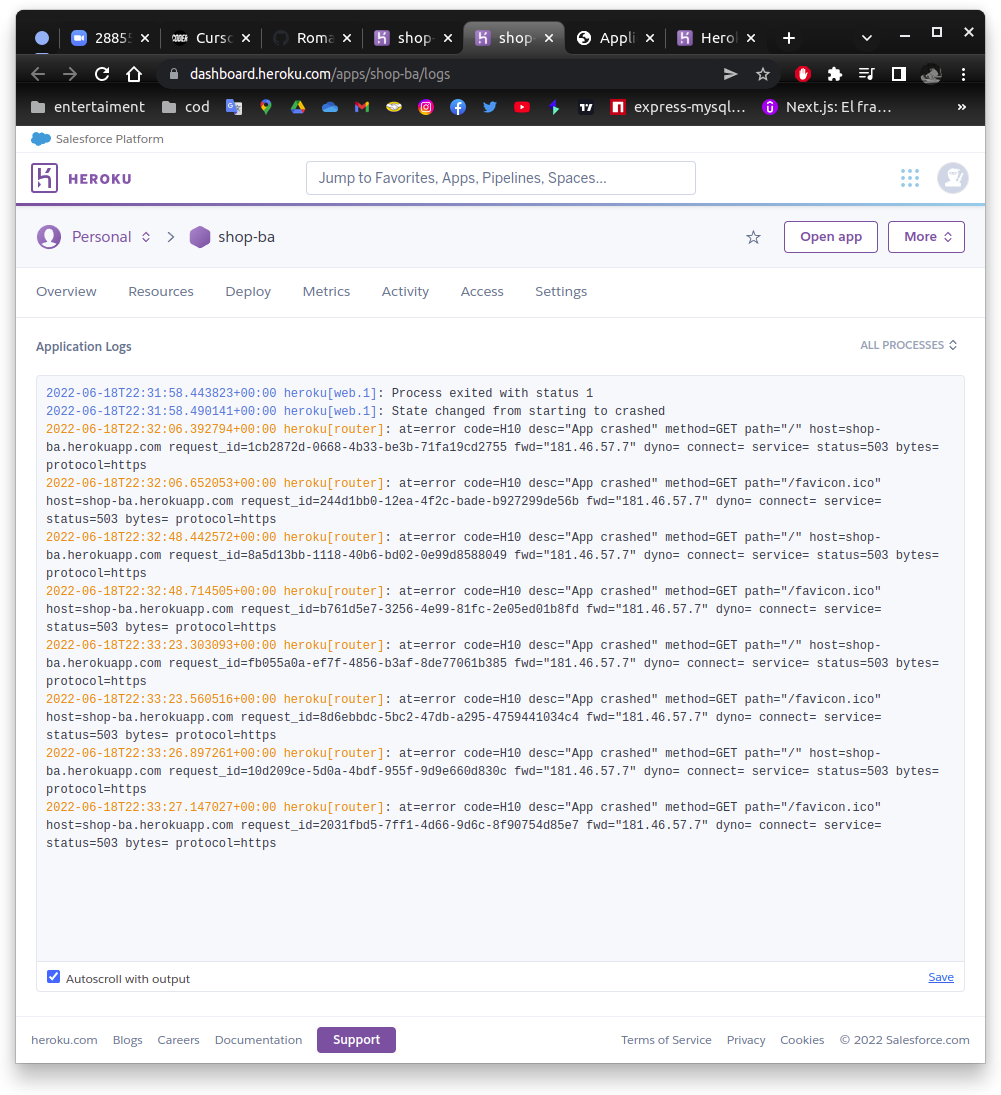 28855 Curso Roma shop- shop- Appli Herol
dashboard.heroku.com/apps/shop-ba/logs
entertaiment cod express-mysql... Next.js: El fra... »
Salesforce Platform
HEROKU Jump to Favorites, Apps, Pipelines, Spaces...
Personal shop-ba Open app More
Overview Resources Deploy Metrics Activity Access Settings
Application Logs ALL PROCESSES
2022-06-18T22:31:58.443823+00:00 heroku[web.1]: Process exited with status 1
2022-06-18T22:31:58.490141+00:00 heroku[web.1]: State changed from starting to crashed
2022-06-18T22:32:06.392794+00:00 heroku[router]: at=error code=H10 desc="App crashed" method=GET path="/" host=shop-
ba.herokuapp.com request_id=1cb2872d-0668-4b33-be3b-71fa19cd2755 fwd="181.46.57.7" dyno= connect= service= status=503 bytes=
protocol=https
2022-06-18T22:32:06.652053+00:00 heroku[router]: at=error code=H10 desc="App crashed" method=GET path="/favicon.ico"
host=shop-ba.herokuapp.com request_id=244d1bb0-12ea-4f2c-bade-b927299de56b fwd="181.46.57.7" dyno= connect= service=
status=503 bytes= protocol=https
2022-06-18T22:32:48.442572+00:00 heroku[router]: at=error code=H10 desc="App crashed" method=GET path="/" host=shop-
ba.herokuapp.com request_id=8a5d13bb-1118-40b6-bd02-0e99d8588049 fwd="181.46.57.7" dyno= connect= service= status=503 bytes=
protocol=https
2022-06-18T22:32:48.714505+00:00 heroku[router]: at=error code=H10 desc="App crashed" method=GET path="/favicon.ico"
host=shop-ba.herokuapp.com request_id=b761d5e7-3256-4e99-81fc-2e05ed01b8fd fwd="181.46.57.7" dyno= connect= service=
status=503 bytes= protocol=https
2022-06-18T22:33:23.303093+00:00 heroku[router]: at=error code=H10 desc="App crashed" method=GET path="/" host=shop-
ba.herokuapp.com request_id=fb055a0a-ef7f-4856-b3af-8de77061b385 fwd="181.46.57.7" dyno= connect= service= status=503 bytes=
protocol=https
2022-06-18T22:33:23.560516+00:00 heroku[router]: at=error code=H10 desc="App crashed" method=GET path="/favicon.ico"
host=shop-ba.herokuapp.com request_id=8d6ebbdc-5bc2-47db-a295-4759441034c4 fwd="181.46.57.7" dyno= connect= service=
status=503 bytes= protocol=https
2022-06-18T22:33:26.897261+00:00 heroku[router]: at=error code=H10 desc="App crashed" method=GET path="/" host=shop-
ba.herokuapp.com request_id=10d209ce-5d0a-4bdf-955f-9d9e660d830c fwd="181.46.57.7" dyno= connect= service= status=503 bytes=
protocol=https
2022-06-18T22:33:27.147027+00:00 heroku[router]: at=error code=H10 desc="App crashed" method=GET path="/favicon.ico"
host=shop-ba.herokuapp.com request_id=2031fbd5-7ff1-4d66-9d6c-8f90754d85e7 fwd="181.46.57.7" dyno= connect= service=
status=503 bytes= protocol=https
Autoscroll with output Save
heroku.com Blogs Careers Documentation Support Terms of Service Privacy Cookies © 2022 Salesforce.com